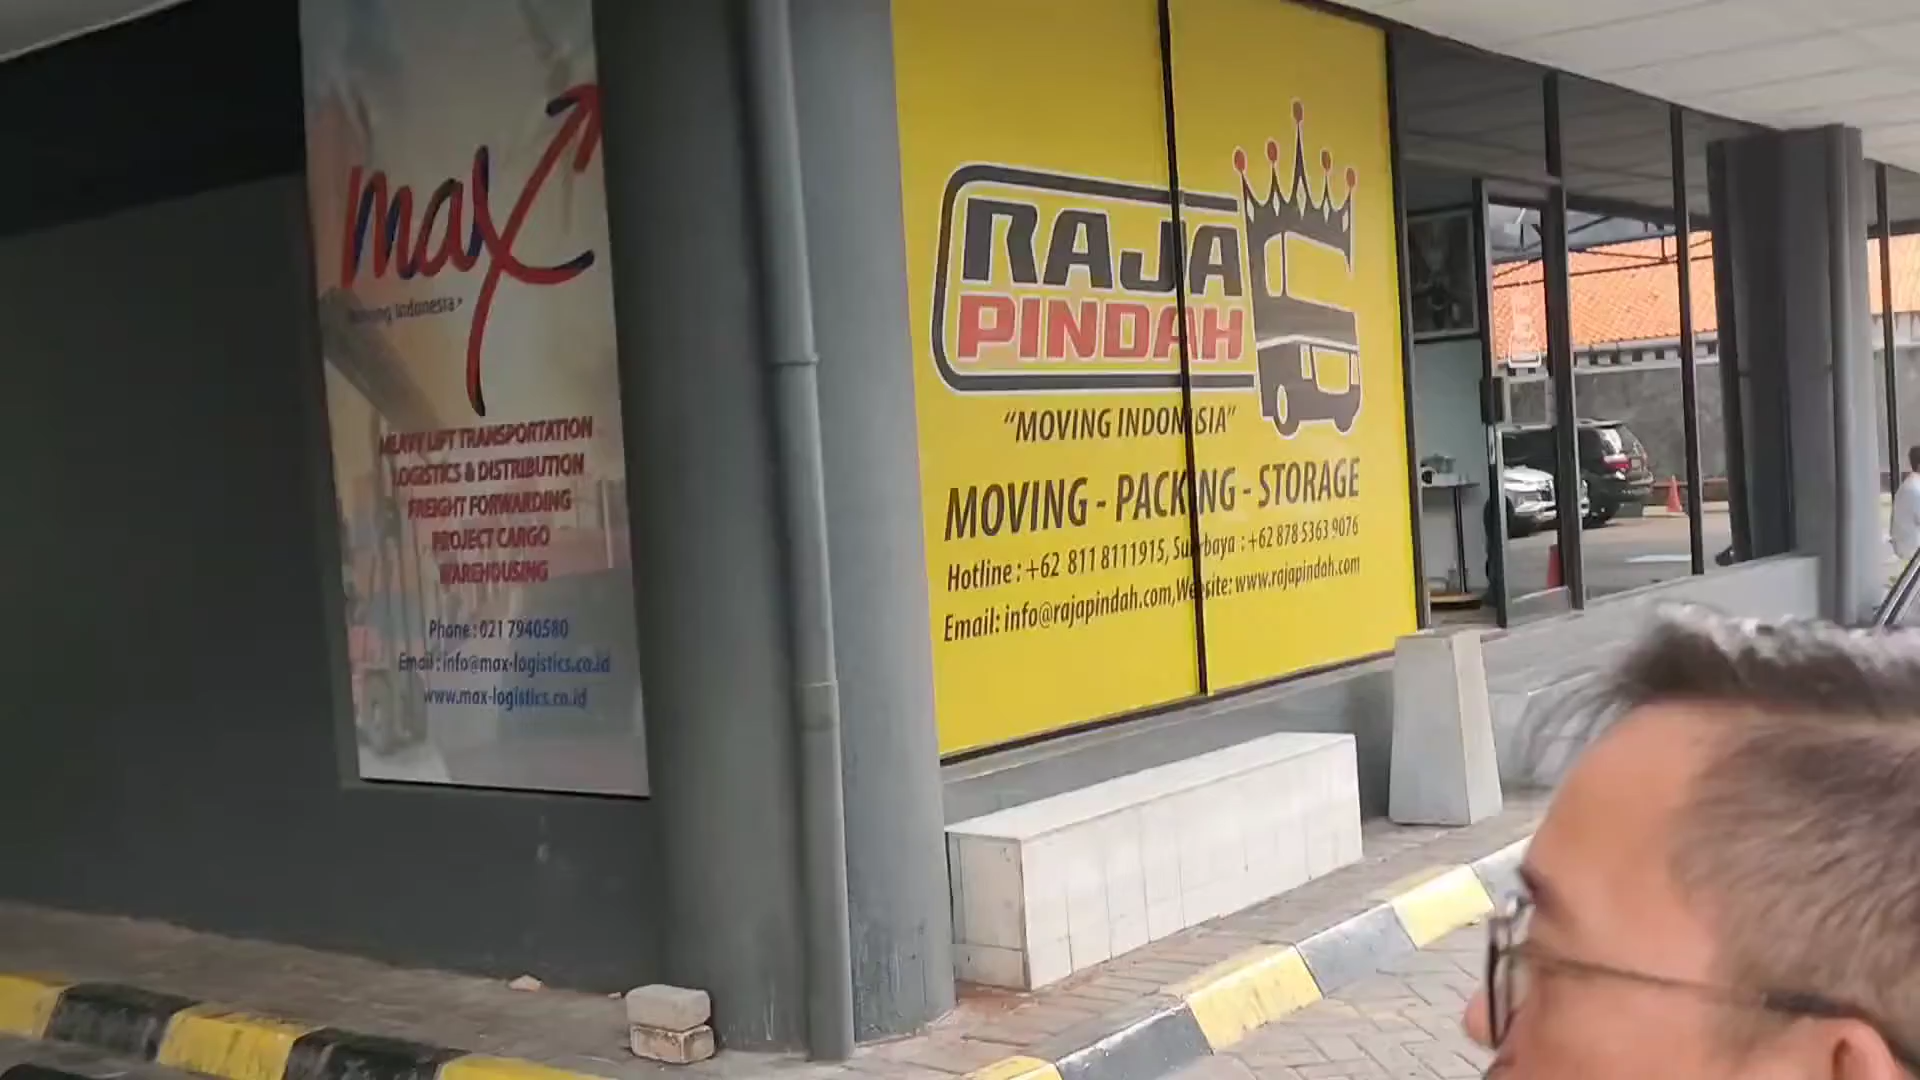 max
Moving Indonesia
HEAVY LIFT TRANSPORTATION
LOGISTICS & DISTRIBUTION
FREIGHT FORWARDING
PROJECT CARGO
WAREHOUSING
Phone : 021 7940580
Email : info@max-logistics.co.id
www.max-logistics.co.id
RAJA
PINDAH
“MOVING INDONESIA”
MOVING - PACKING - STORAGE
Hotline : +62 811 8111915, Surabaya : +62 878 5363 9076
Email: info@rajapindah.com, Website: www.rajapindah.com